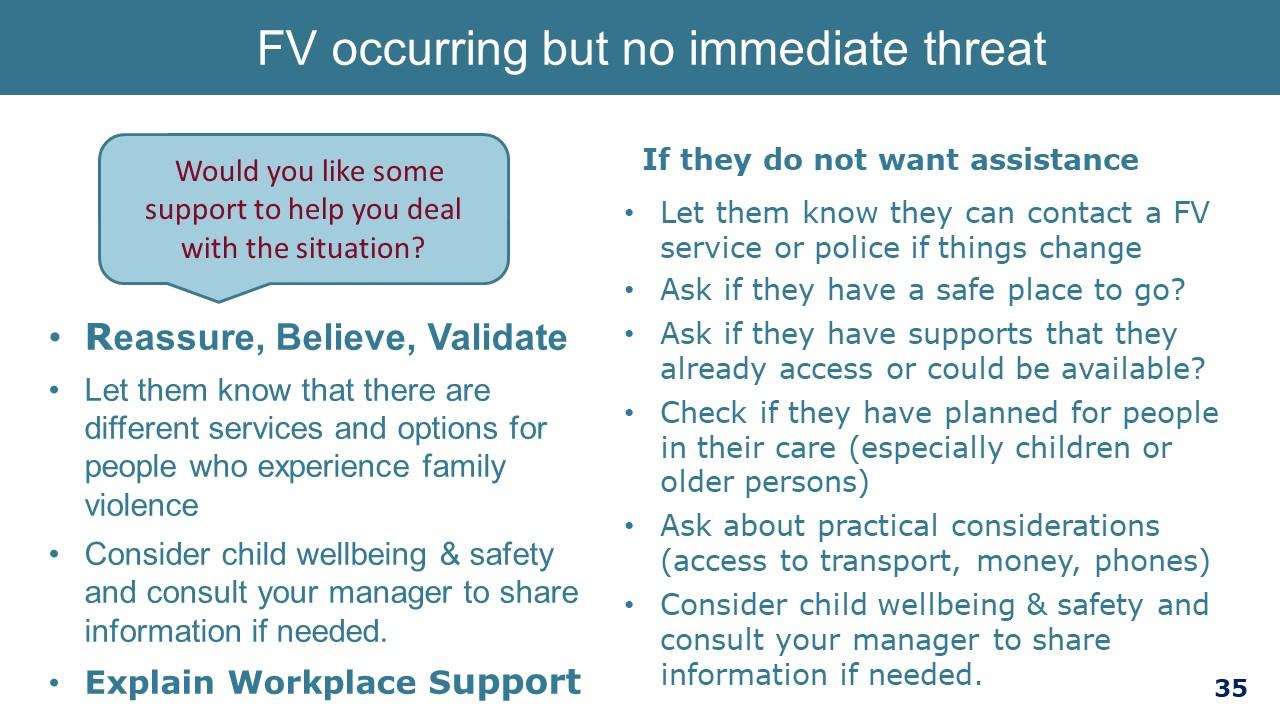 FV occurring but no immediate threat
Would you like some
support to help you deal
with the situation?
• Reassure, Believe, Validate
• Let them know that there are
different services and options for
people who experience family
violence
• Consider child wellbeing & safety
and consult your manager to share
information if needed.
• Explain Workplace Support
If they do not want assistance
• Let them know they can contact a FV
service or police if things change
• Ask if they have a safe place to go?
• Ask if they have supports that they
already access or could be available?
• Check if they have planned for people
in their care (especially children or
older persons)
• Ask about practical considerations
(access to transport, money, phones)
• Consider child wellbeing & safety and
consult your manager to share
information if needed.
35